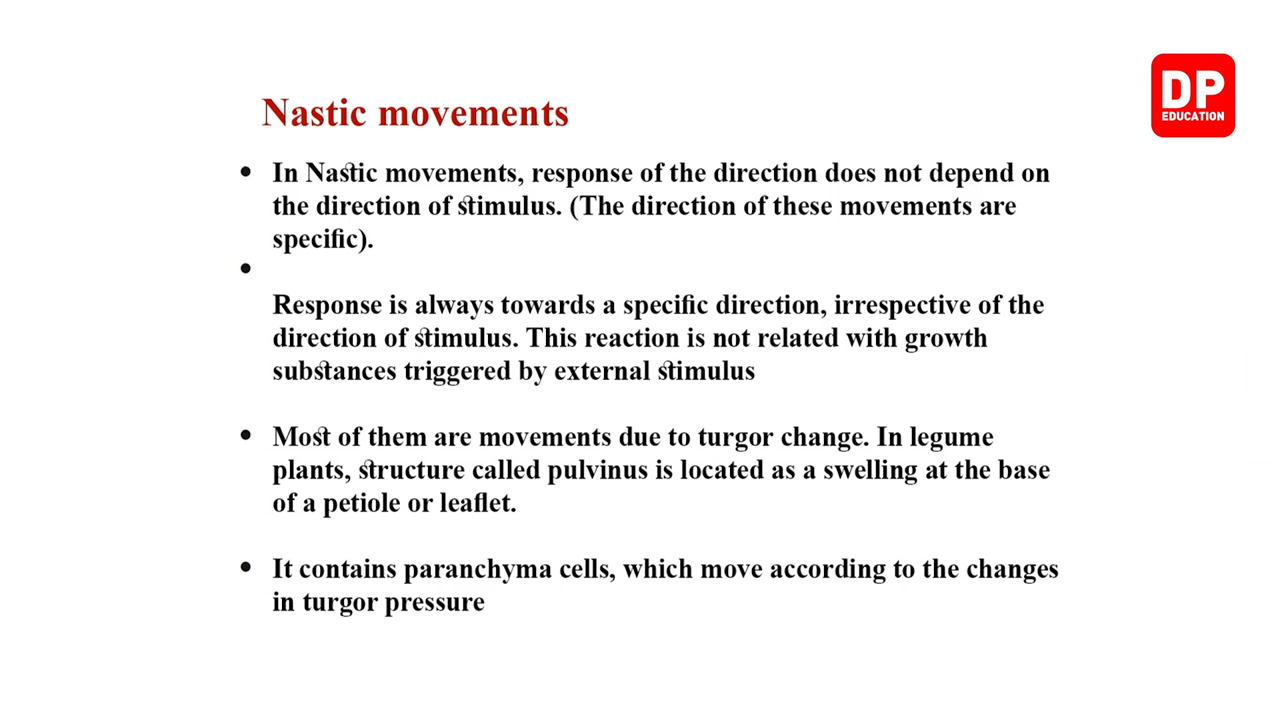 DP
EDUCATION
Nastic movements
• In Nastic movements, response of the direction does not depend on
the direction of stimulus. (The direction of these movements are
specific).
•
Response is always towards a specific direction, irrespective of the
direction of stimulus. This reaction is not related with growth
substances triggered by external stimulus
• Most of them are movements due to turgor change. In legume
plants, structure called pulvinus is located as a swelling at the base
of a petiole or leaflet.
• It contains paranchyma cells, which move according to the changes
in turgor pressure